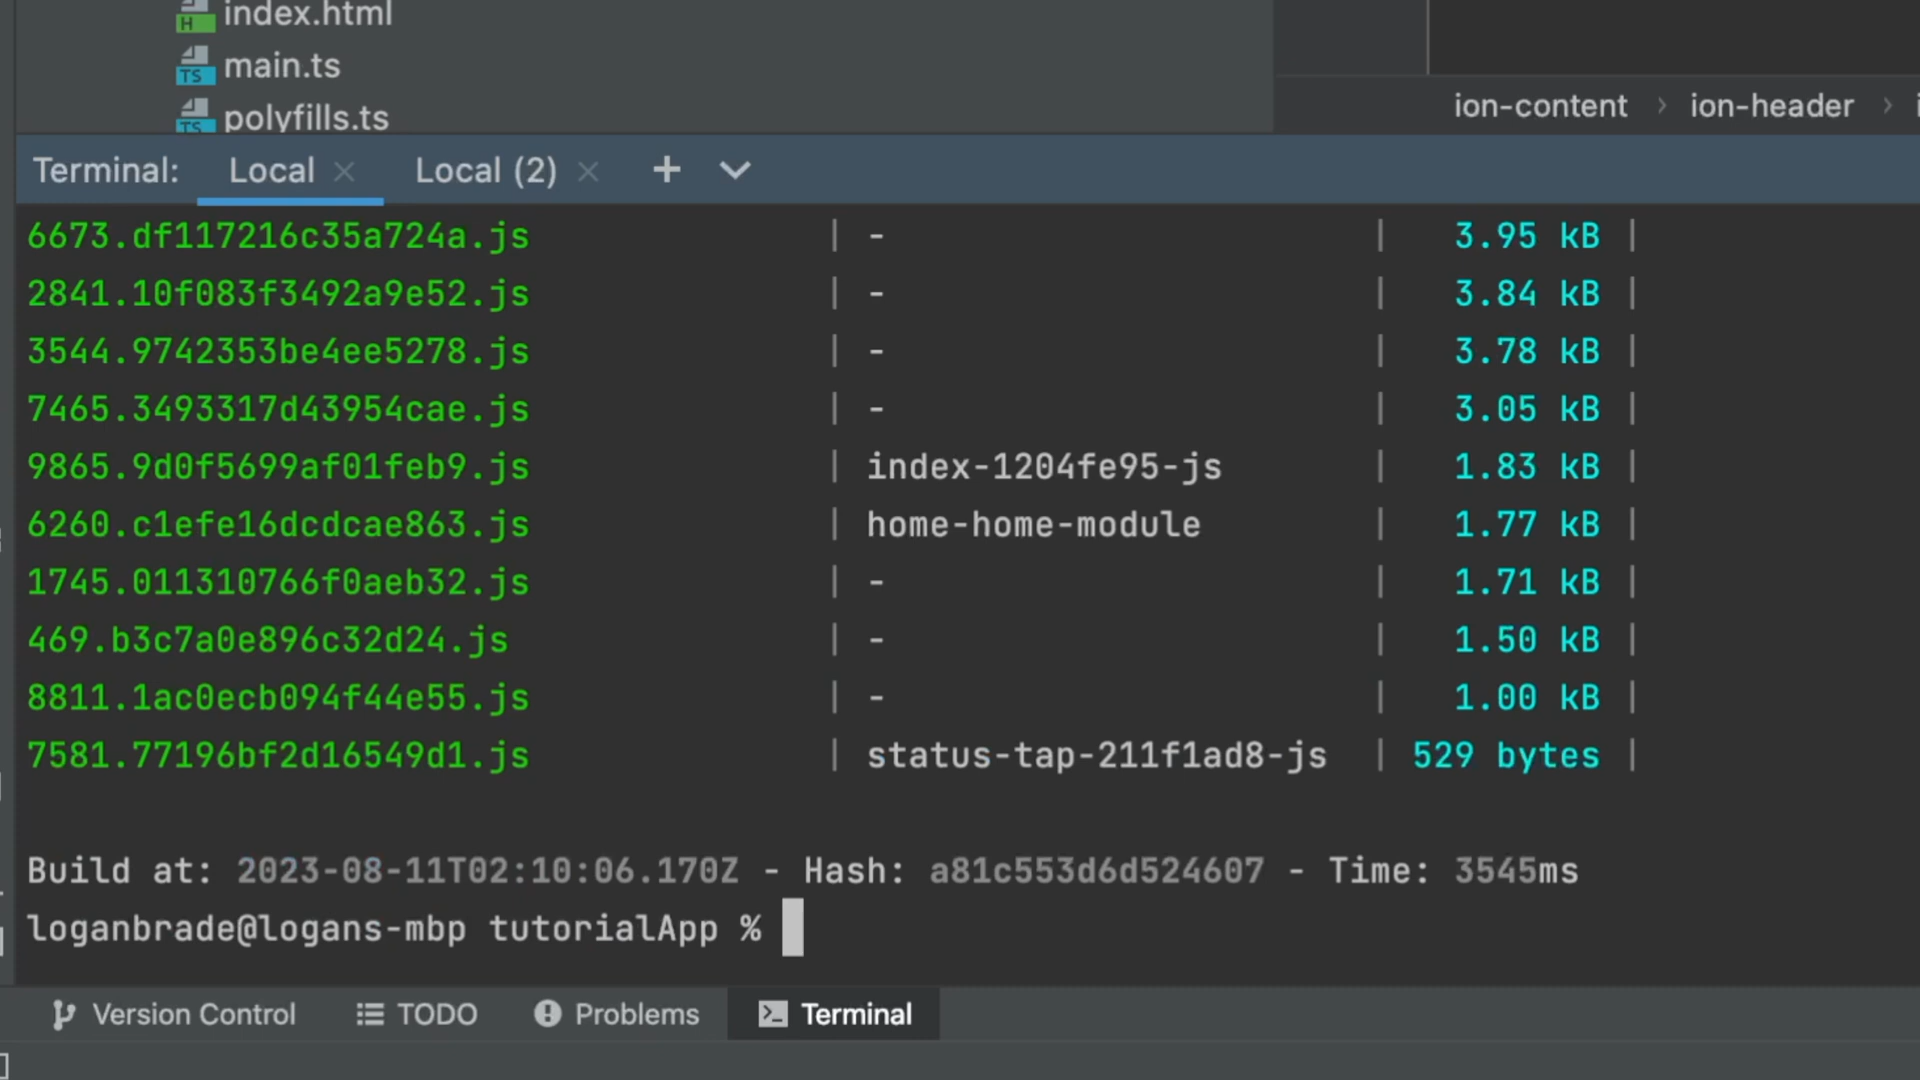 index.html
main.ts
polyfills.ts
ion-content > ion-header >
Terminal: Local × Local (2) × +
6673.df117216c35a724a.js | - | 3.95 kB |
2841.10f083f3492a9e52.js | - | 3.84 kB |
3544.9742353be4ee5278.js | - | 3.78 kB |
7465.3493317d43954cae.js | - | 3.05 kB |
9865.9d0f5699af01feb9.js | index-1204fe95-js | 1.83 kB |
6260.c1efe16dcdcae863.js | home-home-module | 1.77 kB |
1745.011310766f0aeb32.js | - | 1.71 kB |
469.b3c7a0e896c32d24.js | - | 1.50 kB |
8811.1ac0ecb094f44e55.js | - | 1.00 kB |
7581.77196bf2d16549d1.js | status-tap-211f1ad8-js | 529 bytes |
Build at: 2023-08-11T02:10:06.170Z - Hash: a81c553d6d524607 - Time: 3545ms
loganbrade@logans-mbp tutorialApp %
Version Control TODO Problems Terminal